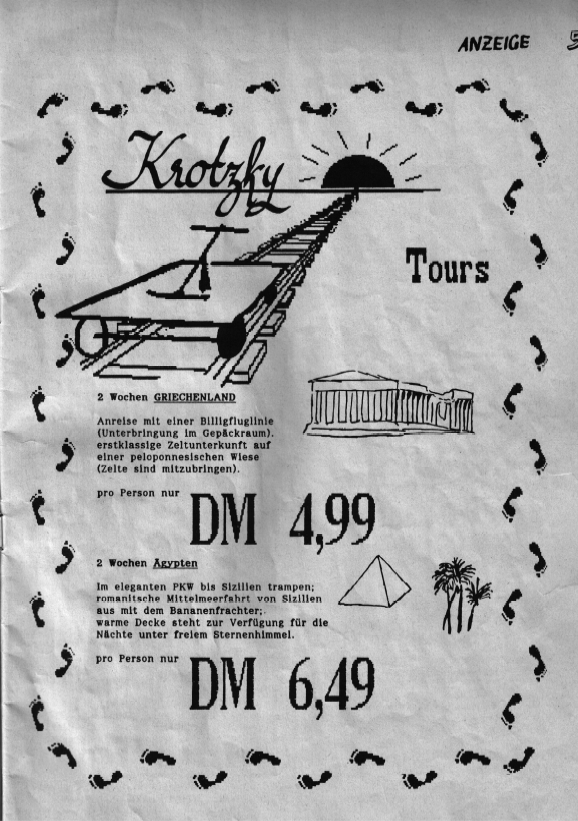 ANZEIGE 5
Krotzky
Tours
2 Wochen GRIECHENLAND
Anreise mit einer Billigfluglinie
(Unterbringung im Gepäckraum).
erstklassige Zeltunterkunft auf
einer peloponnesischen Wiese
(Zelte sind mitzubringen).
pro Person nur
DM 4,99
2 Wochen Ägypten
Im eleganten PKW bis Sizilien trampen;
romanitsche Mittelmeerfahrt von Sizilien
aus mit dem Bananenfrachter;
warme Decke steht zur Verfügung für die
Nächte unter freiem Sternenhimmel.
pro Person nur
DM 6,49